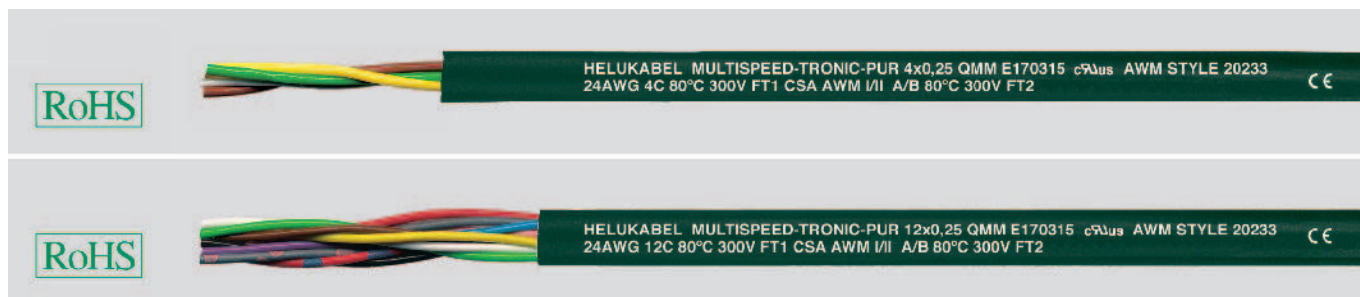 RoHS
HELUKABEL MULTISPEED-TRONIC-PUR 4x0,25 QMM E170315 cRUus AWM STYLE 20233
24AWG 4C 80°C 300V FT1 CSA AWM I/II A/B 80°C 300V FT2
CE
RoHS
HELUKABEL MULTISPEED-TRONIC-PUR 12x0,25 QMM E170315 cRUus AWM STYLE 20233
24AWG 12C 80°C 300V FT1 CSA AWM I/II A/B 80°C 300V FT2
CE